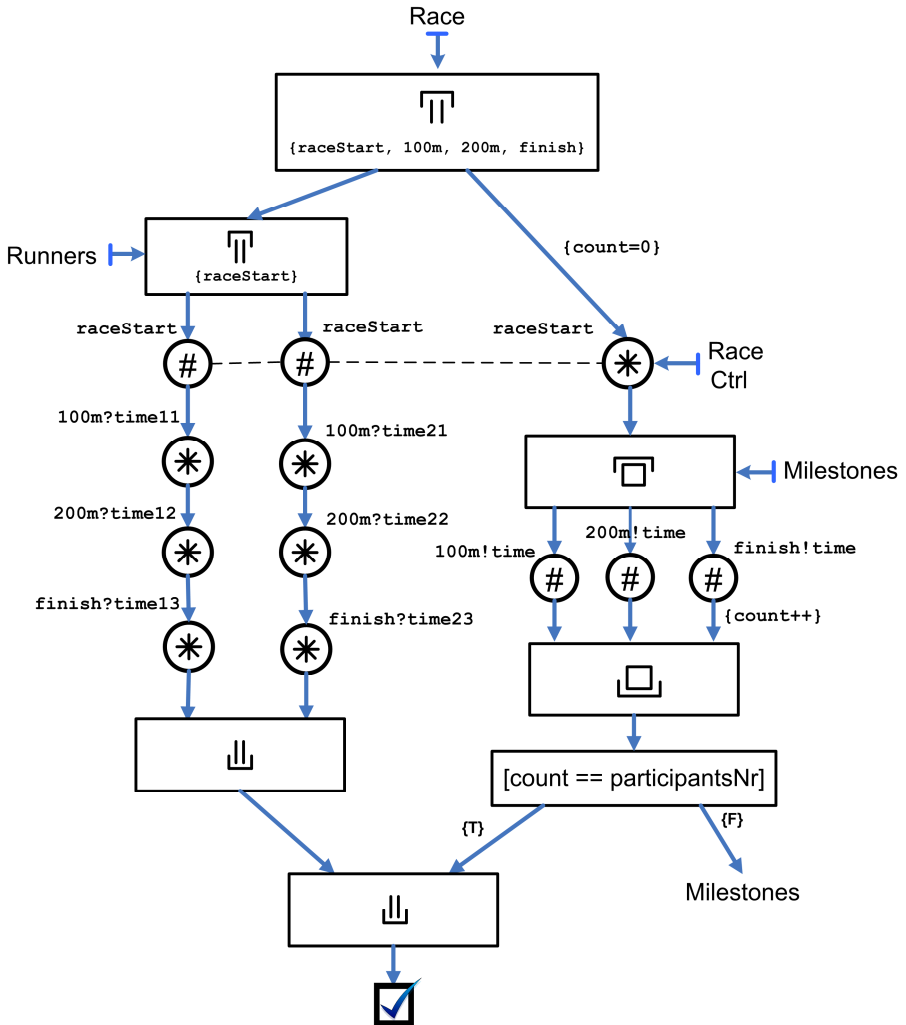 Race
{raceStart, 100m, 200m, finish}
Runners
{raceStart}
{count=0}
raceStart
raceStart
raceStart
#
#
Race
Ctrl
100m?time11
100m?time21
Milestones
200m?time12
200m?time22
100m!time
200m!time
finish!time
#
#
#
finish?time13
finish?time23
{count++}
[count == participantsNr]
{T}
{F}
Milestones